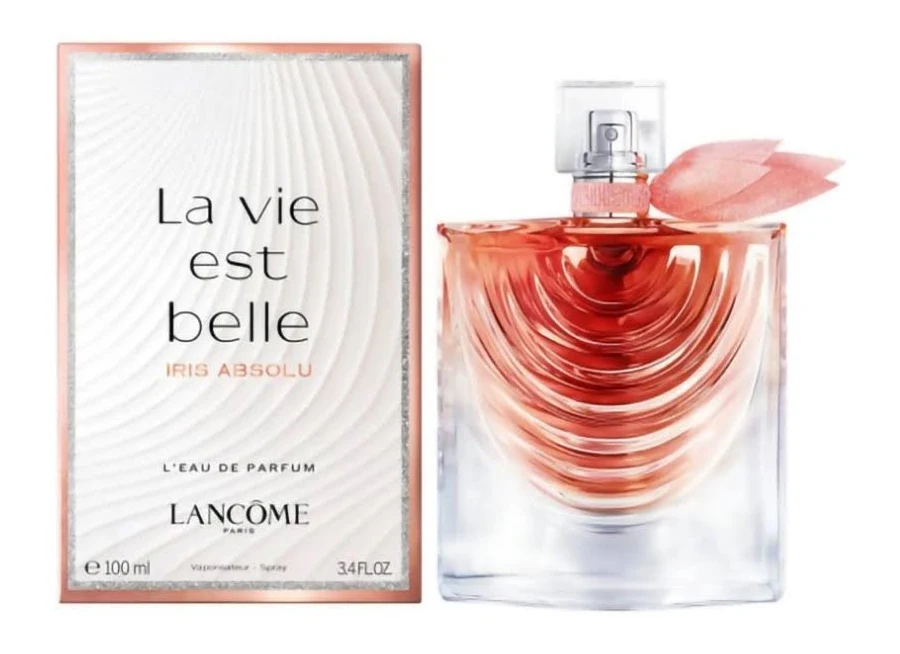 La vie
est
belle
IRIS ABSOLU
L'EAU DE PARFUM
LANCÔME
PARIS
℮ 100 ml Vaporisateur - Spray 3.4 FL.OZ.